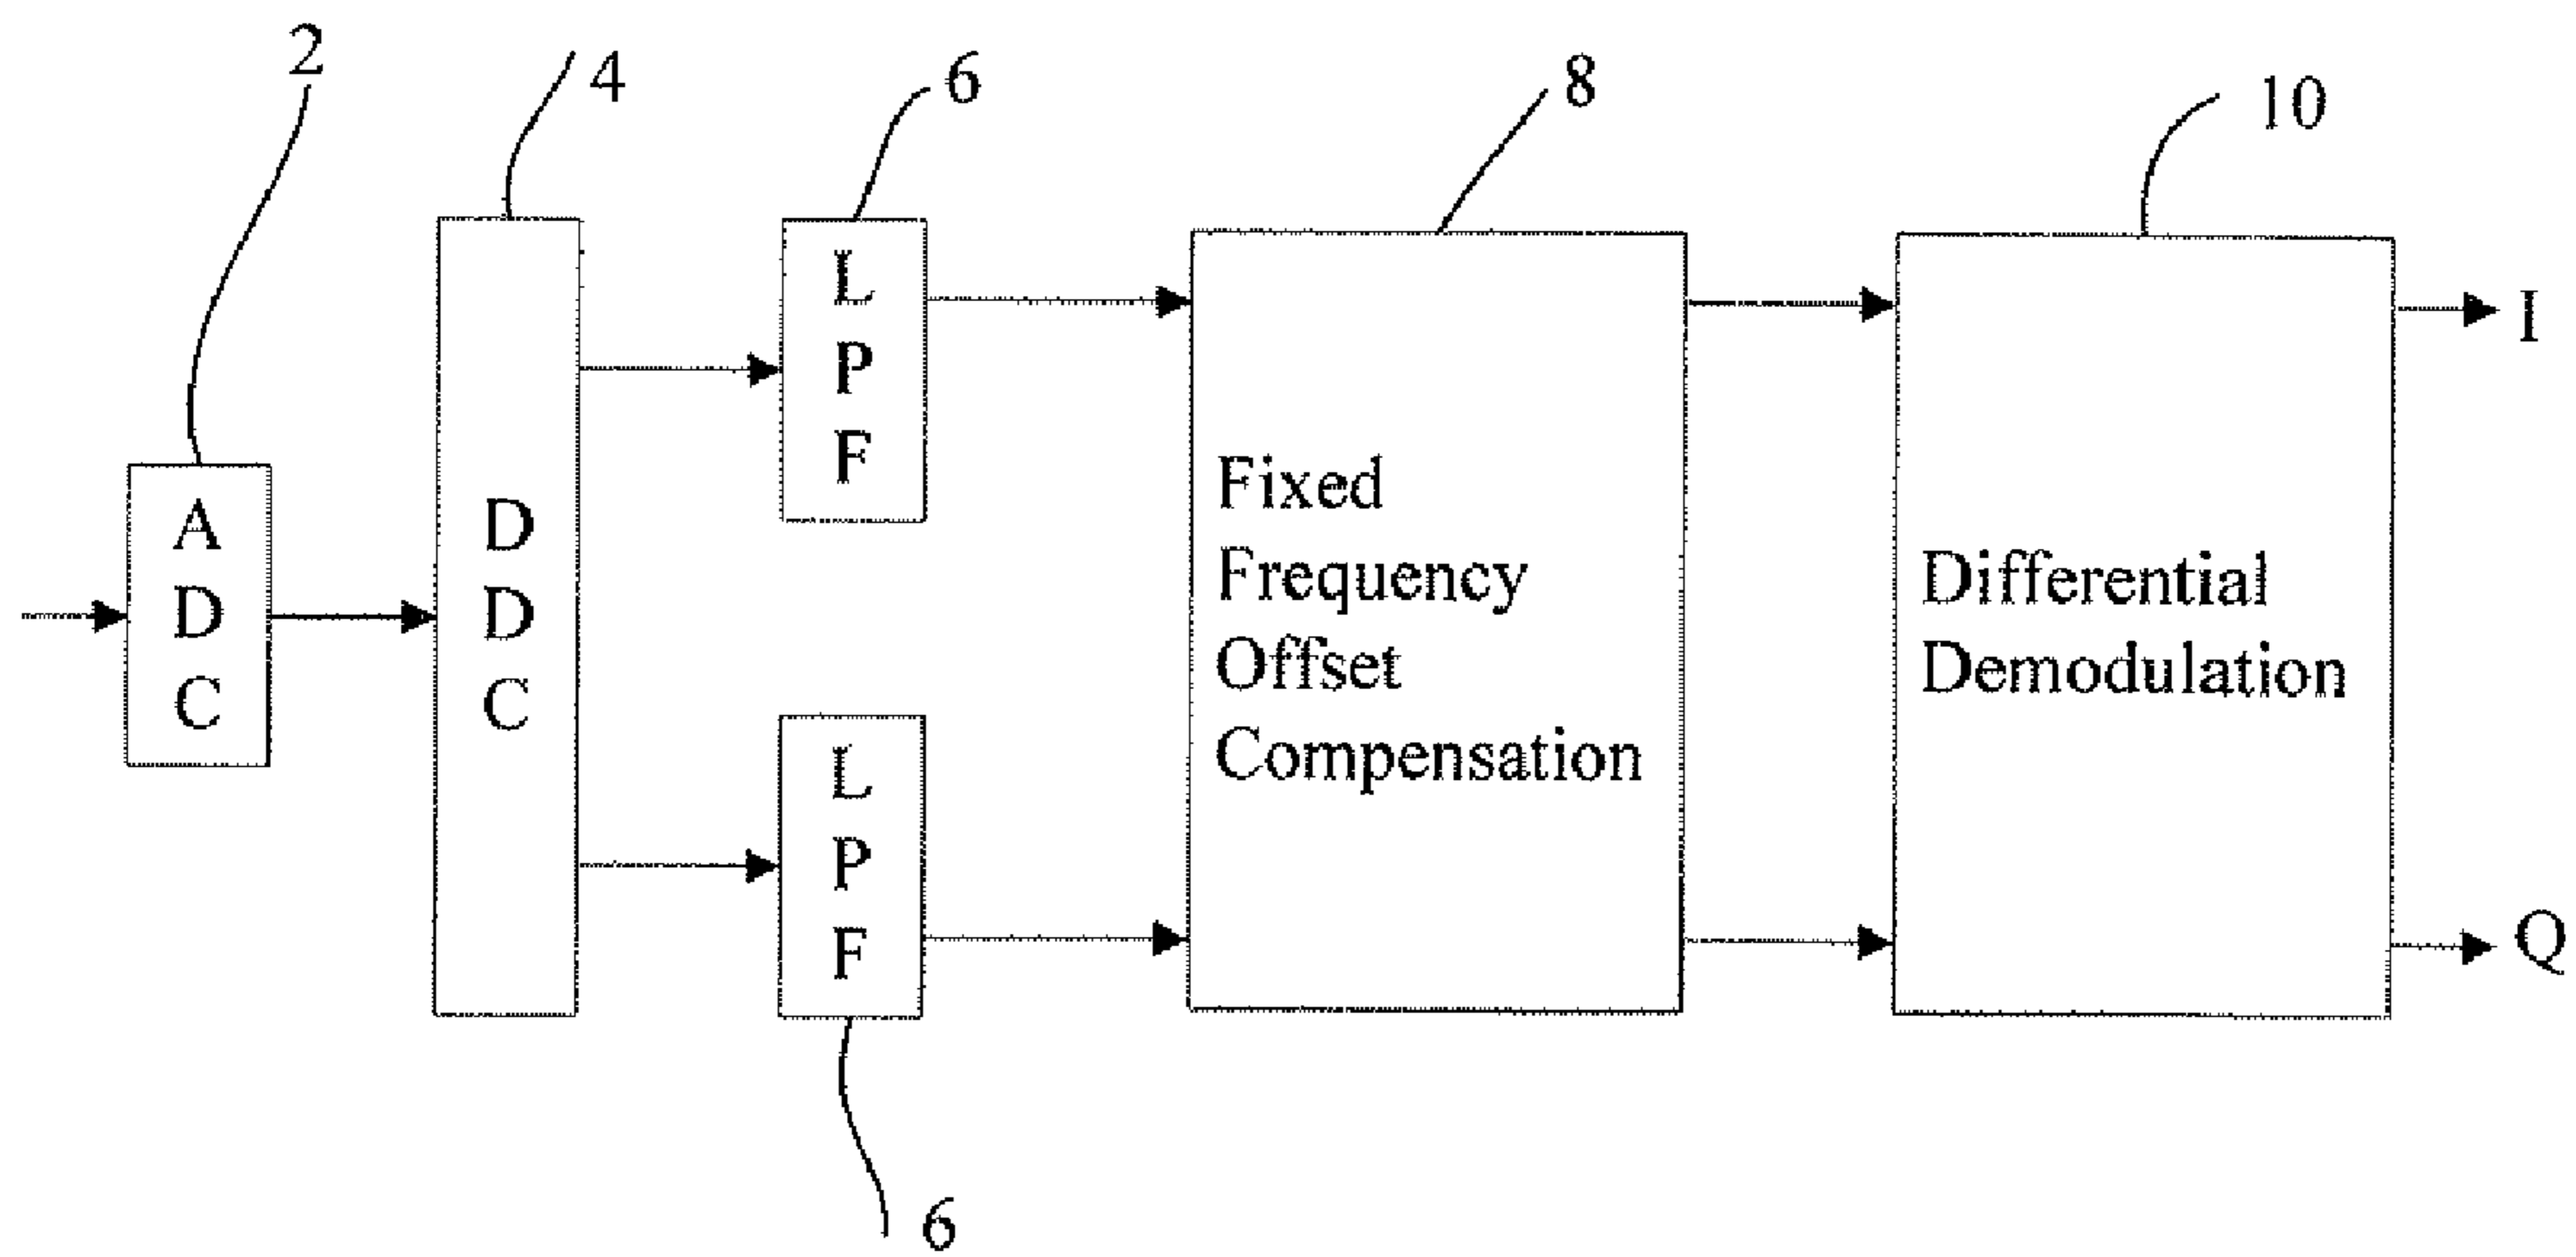 2
4
6
8
10
A
D
C
D
D
C
L
P
F
L
P
F
Fixed
Frequency
Offset
Compensation
Differential
Demodulation
I
Q
6